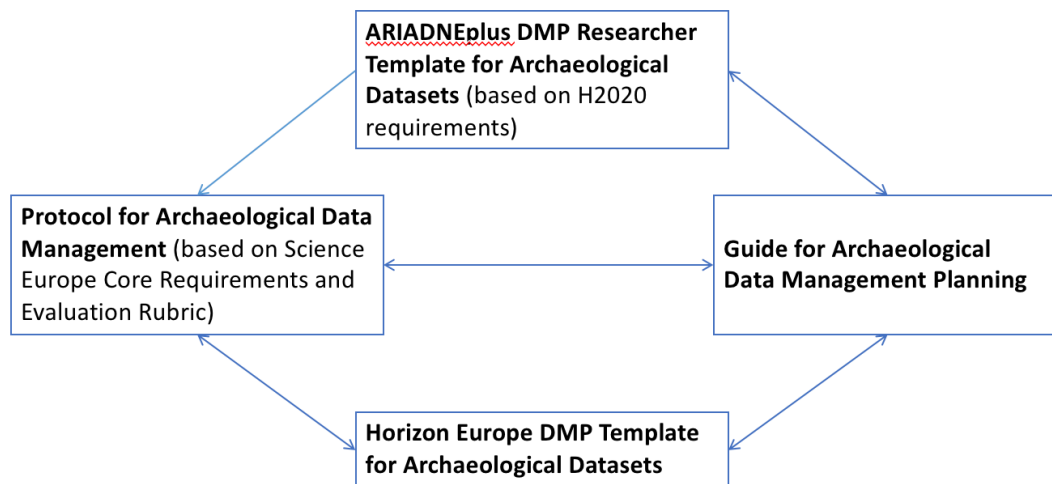 ARIADNEplus DMP Researcher
Template for Archaeological
Datasets (based on H2020
requirements)
Protocol for Archaeological Data
Management (based on Science
Europe Core Requirements and
Evaluation Rubric)
Guide for Archaeological
Data Management Planning
Horizon Europe DMP Template
for Archaeological Datasets